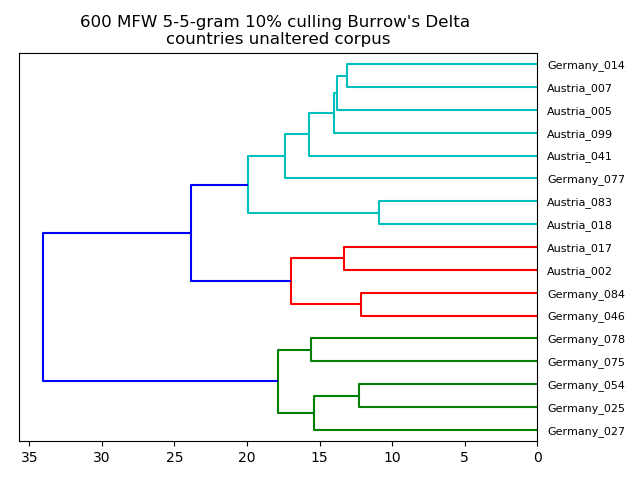 600 MFW 5-5-gram 10% culling Burrow's Delta
countries unaltered corpus
Germany_014
Austria_007
Austria_005
Austria_099
Austria_041
Germany_077
Austria_083
Austria_018
Austria_017
Austria_002
Germany_084
Germany_046
Germany_078
Germany_075
Germany_054
Germany_025
Germany_027
35 30 25 20 15 10 5 0